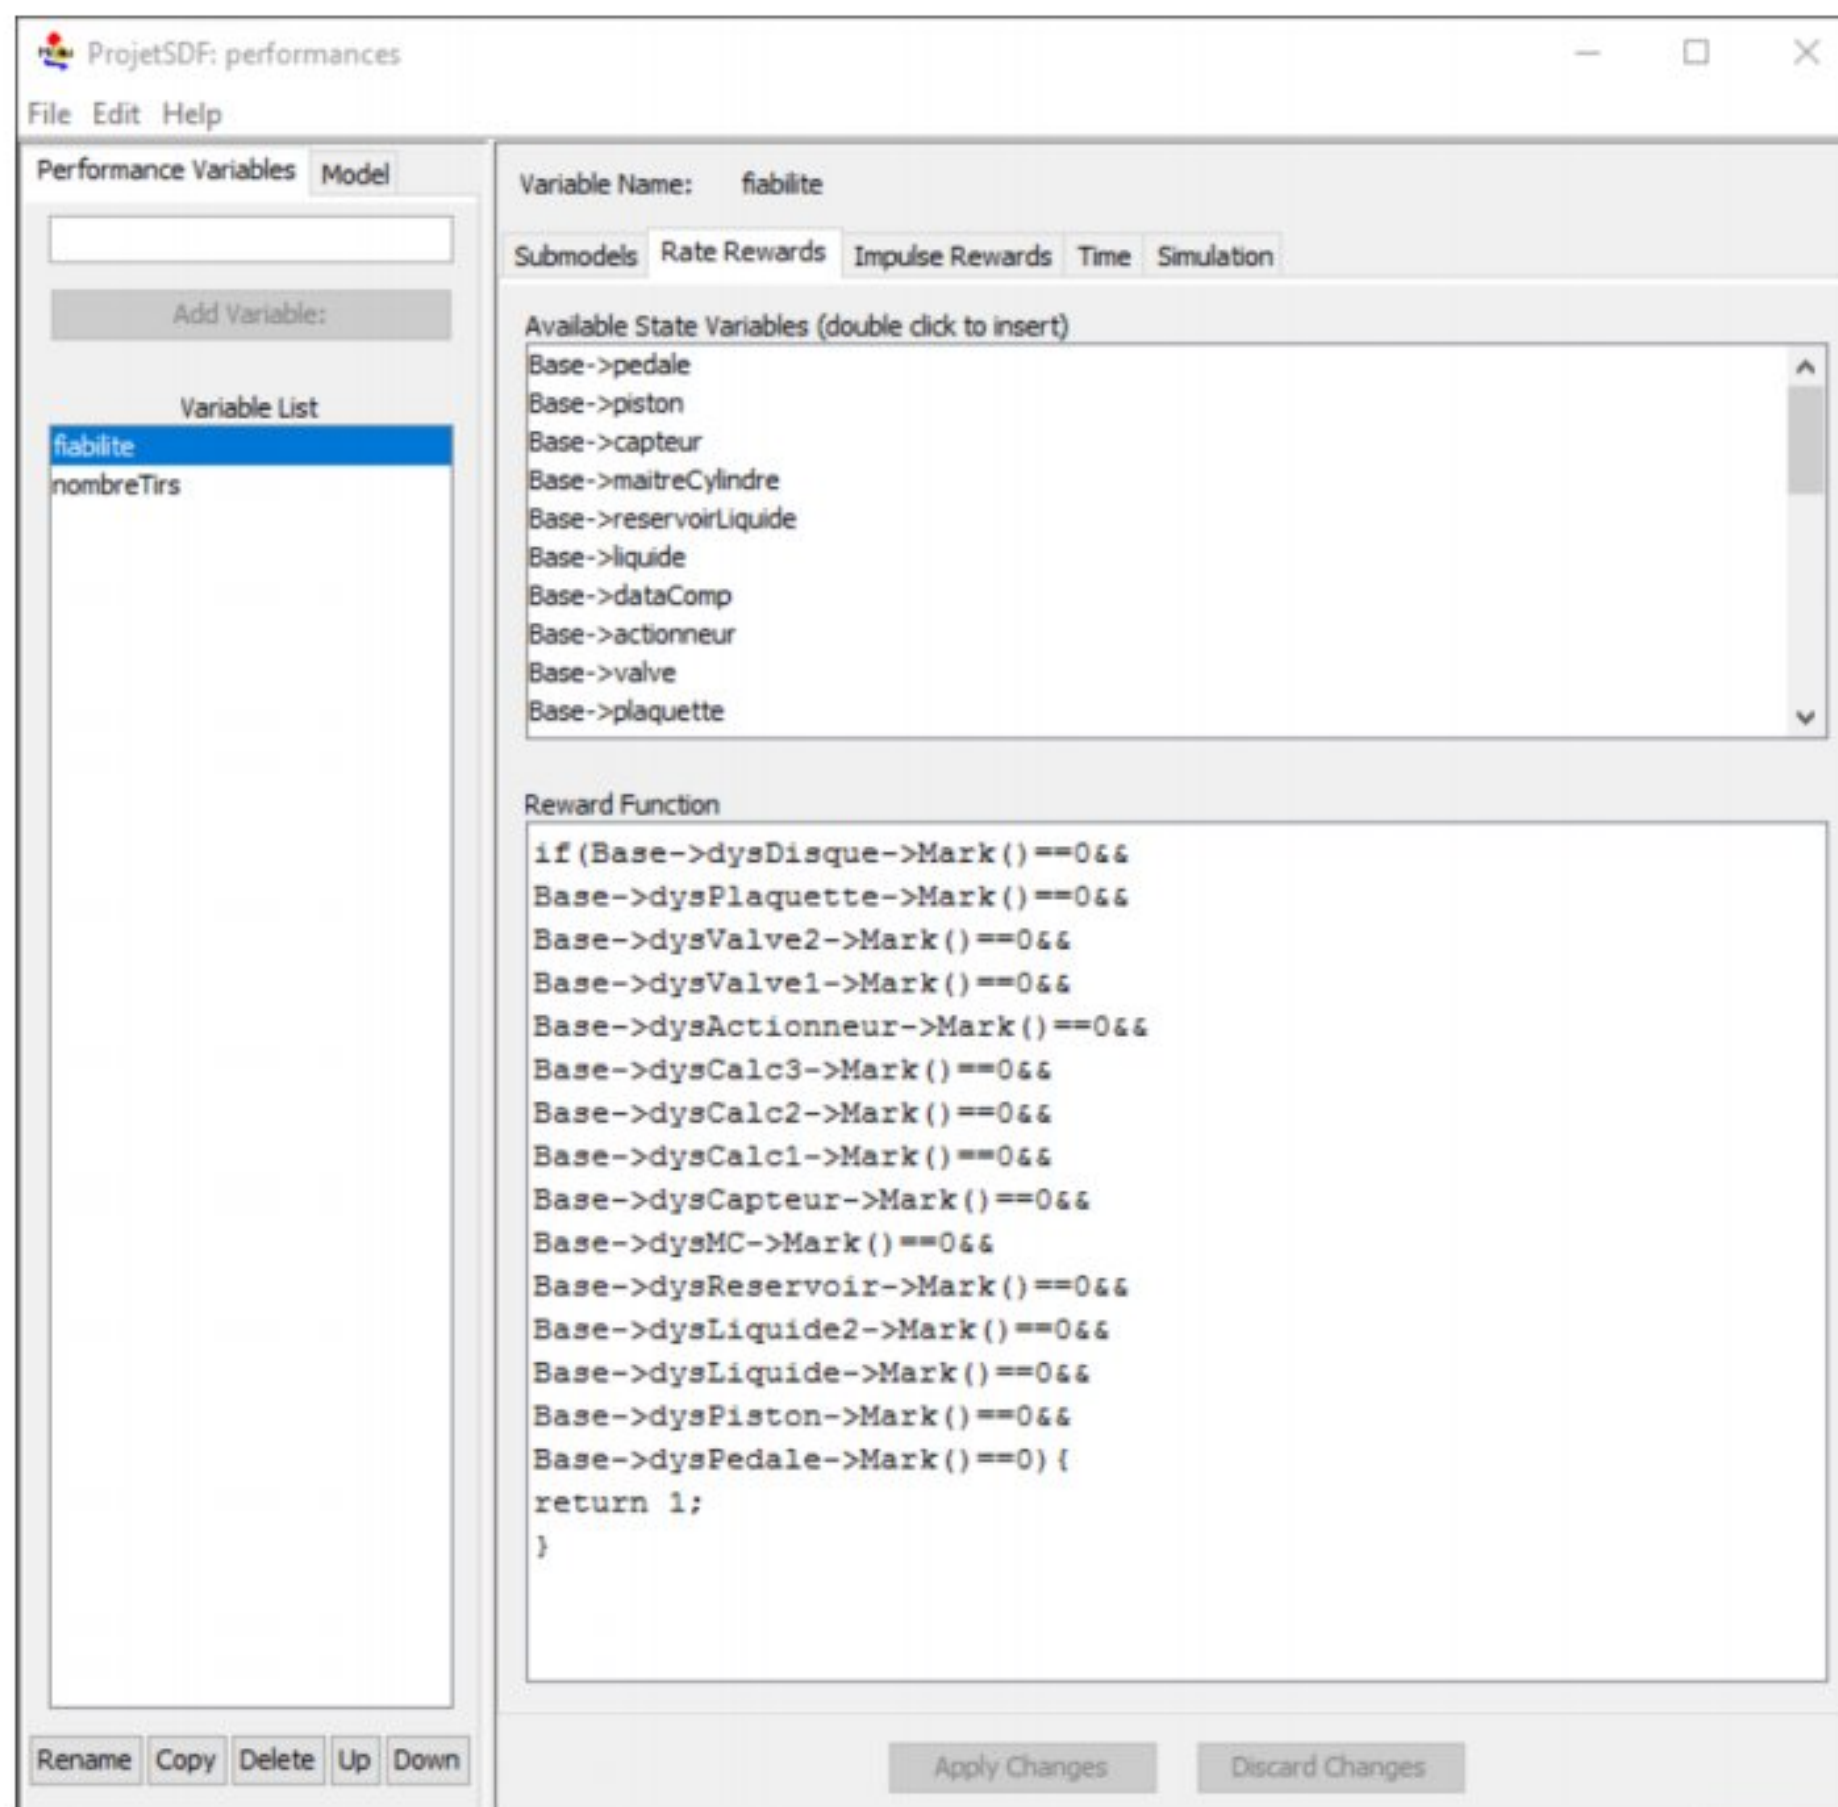 ProjetSDF: performances
File Edit Help
Performance Variables Model
Add Variable:
Variable List
fiabilite
nombreTirs
Rename Copy Delete Up Down
Variable Name: fiabilite
Submodels Rate Rewards Impulse Rewards Time Simulation
Available State Variables (double click to insert)
Base->pedale
Base->piston
Base->capteur
Base->maitreCylindre
Base->reservoirLiquide
Base->liquide
Base->dataComp
Base->actionneur
Base->valve
Base->plaquette
Reward Function
if(Base->dysDisque->Mark()==0&&
Base->dysPlaquette->Mark()==0&&
Base->dysValve2->Mark()==0&&
Base->dysValve1->Mark()==0&&
Base->dysActionneur->Mark()==0&&
Base->dysCalc3->Mark()==0&&
Base->dysCalc2->Mark()==0&&
Base->dysCalc1->Mark()==0&&
Base->dysCapteur->Mark()==0&&
Base->dysMC->Mark()==0&&
Base->dysReservoir->Mark()==0&&
Base->dysLiquide2->Mark()==0&&
Base->dysLiquide->Mark()==0&&
Base->dysPiston->Mark()==0&&
Base->dysPedale->Mark()==0){
return 1;
}
Apply Changes Discard Changes